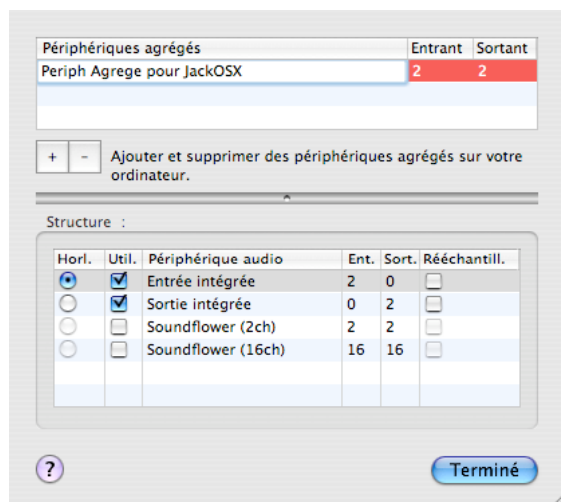 Périphériques agrégés Entrant Sortant
Periph Agrege pour JackOSX 2 2
+ - Ajouter et supprimer des périphériques agrégés sur votre
ordinateur.
Structure :
Horl. Util. Périphérique audio Ent. Sort. Rééchantill.
Entrée intégrée 2 0
Sortie intégrée 0 2
Soundflower (2ch) 2 2
Soundflower (16ch) 16 16
? Terminé